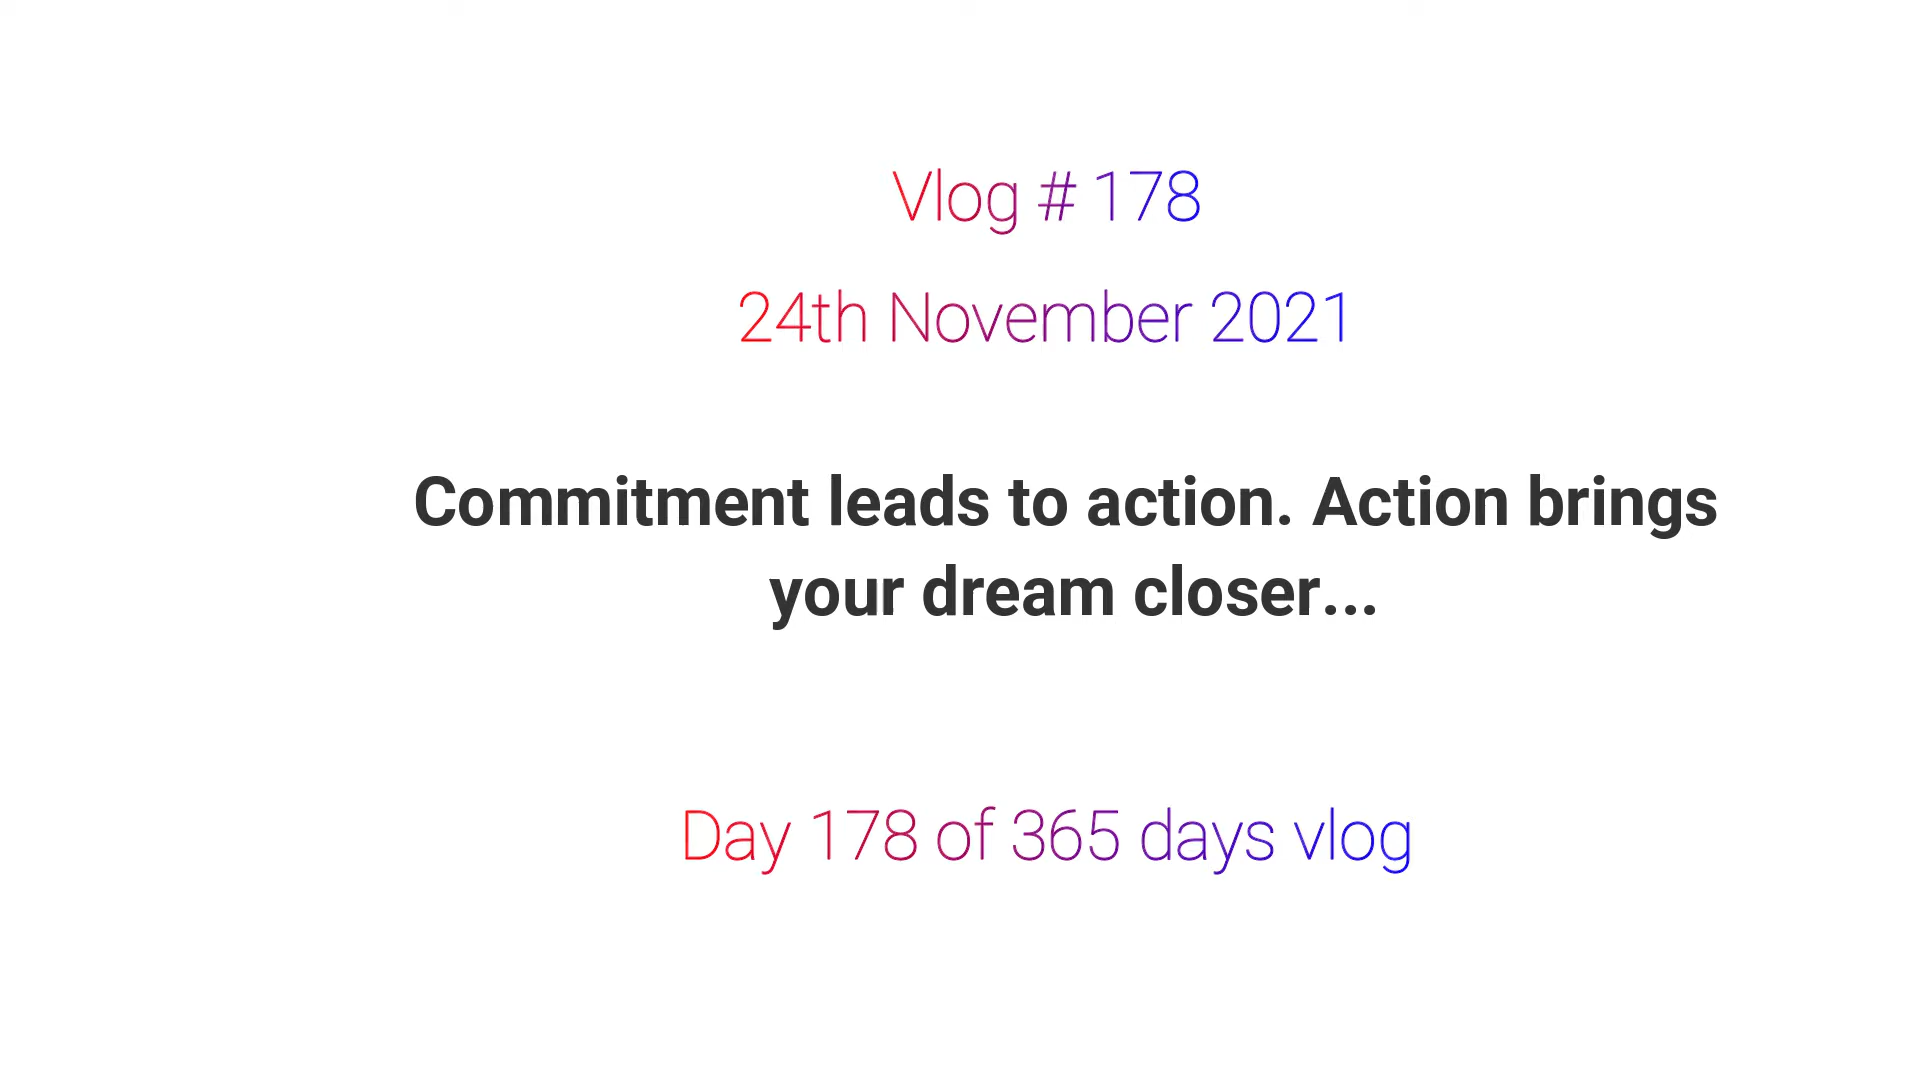 Vlog # 178
24th November 2021
Commitment leads to action. Action brings
your dream closer...
Day 178 of 365 days vlog